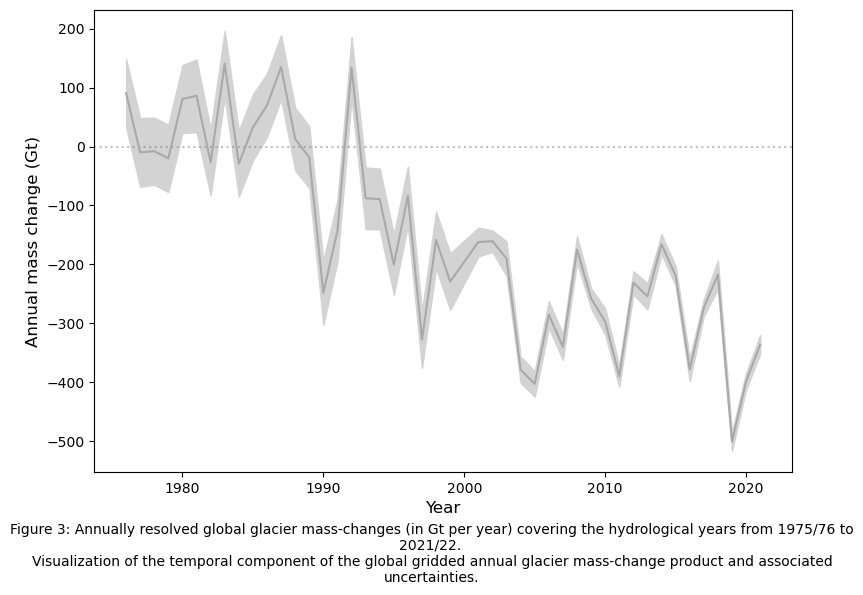 200
100
0
−100
−200
−300
−400
−500
Annual mass change (Gt)
1980 1990 2000 2010 2020
Year
Figure 3: Annually resolved global glacier mass-changes (in Gt per year) covering the hydrological years from 1975/76 to
2021/22.
Visualization of the temporal component of the global gridded annual glacier mass-change product and associated
uncertainties.